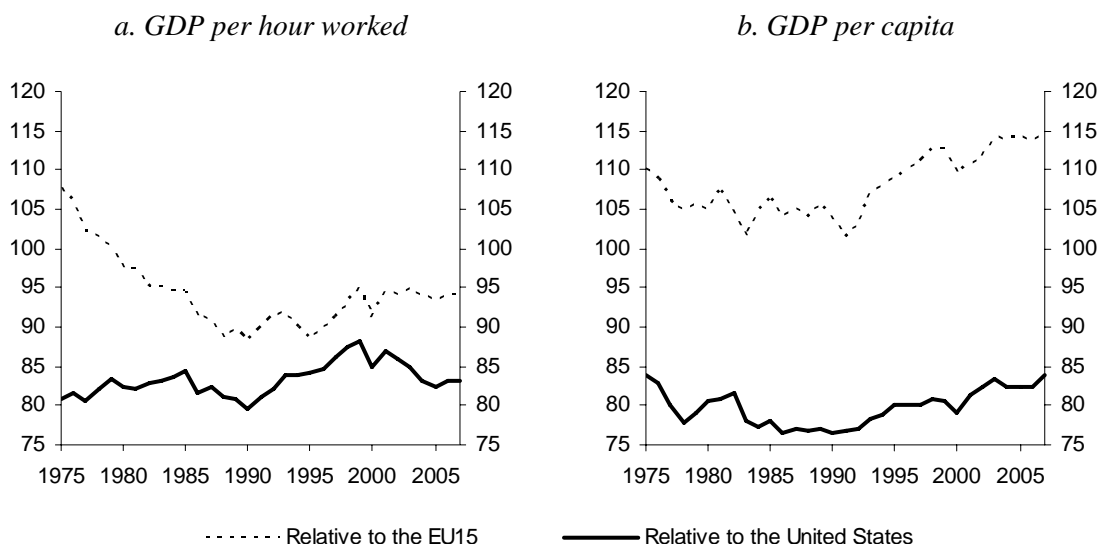 a. GDP per hour worked
b. GDP per capita
120 120 120 120
115 115 115 115
110 110 110 110
105 105 105 105
100 100 100 100
95 95 95 95
90 90 90 90
85 85 85 85
80 80 80 80
75 75 75 75
1975 1980 1985 1990 1995 2000 2005
1975 1980 1985 1990 1995 2000 2005
Relative to the EU15
Relative to the United States